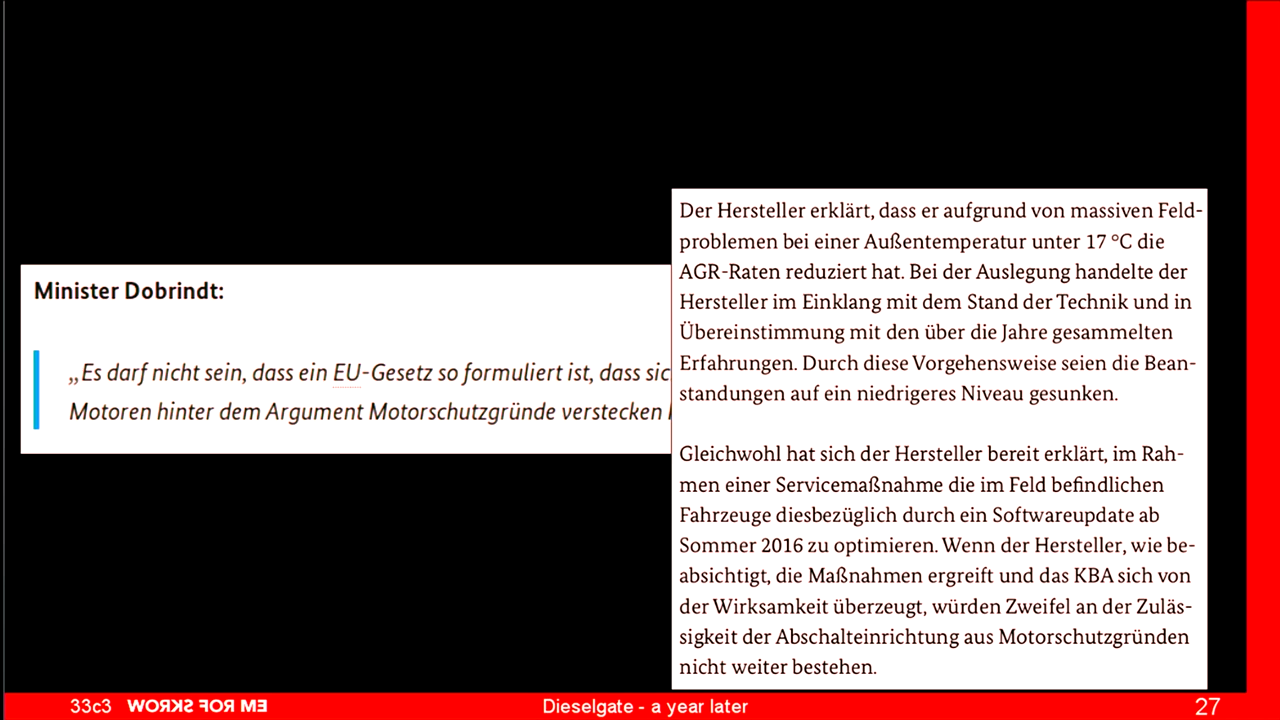 Minister Dobrindt:
„Es darf nicht sein, dass ein EU-Gesetz so formuliert ist, dass
Motoren hinter dem Argument Motorschutzgründe verstecken
Der Hersteller erklärt, dass er aufgrund von massiven Feld-
problemen bei einer Außentemperatur unter 17 °C die
AGR-Raten reduziert hat. Bei der Auslegung handelte der
Hersteller im Einklang mit dem Stand der Technik und in
Übereinstimmung mit den über die Jahre gesammelten
Erfahrungen. Durch diese Vorgehensweise seien die Bean-
standungen auf ein niedrigeres Niveau gesunken.
Gleichwohl hat sich der Hersteller bereit erklärt, im Rah-
men einer Servicemaßnahme die im Feld befindlichen
Fahrzeuge diesbezüglich durch ein Softwareupdate ab
Sommer 2016 zu optimieren. Wenn der Hersteller, wie be-
absichtigt, die Maßnahmen ergreift und das KBA sich von
der Wirksamkeit überzeugt, würden Zweifel an der Zuläs-
sigkeit der Abschalteinrichtung aus Motorschutzgründen
nicht weiter bestehen.
33c3 WORKS FOR ME
Dieselgate - a year later
27